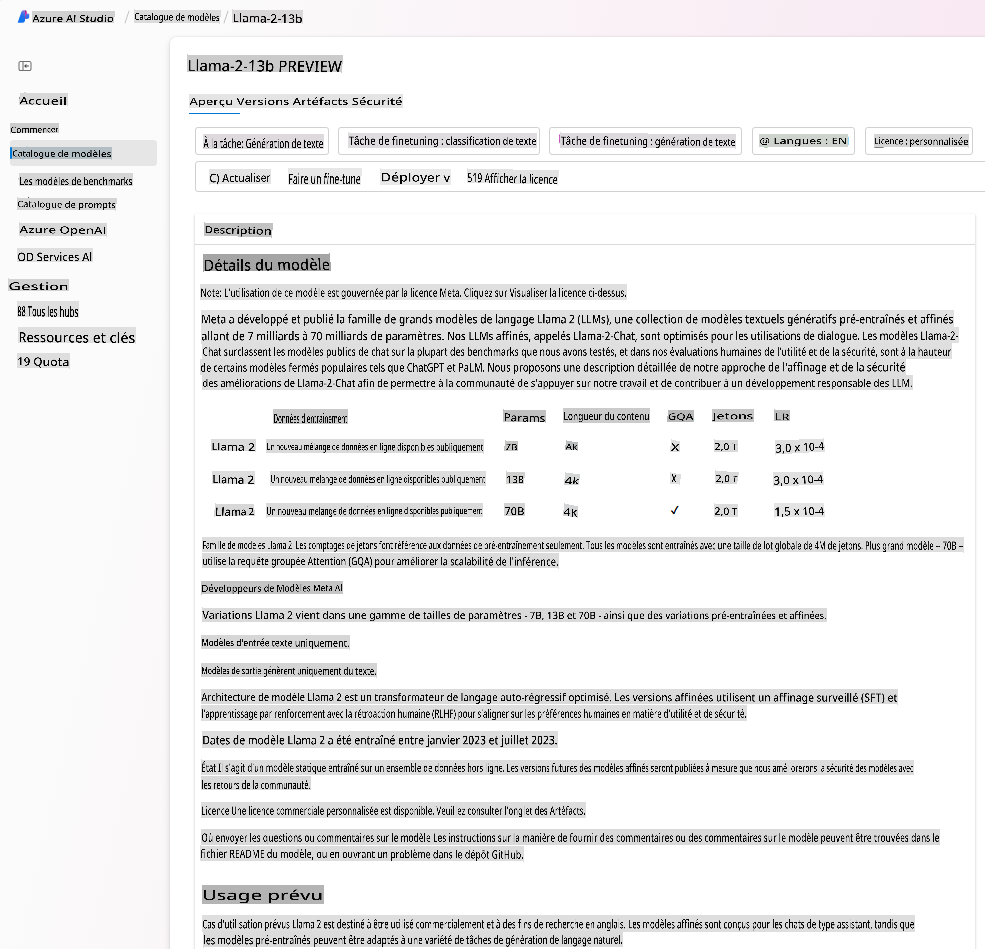 Azure AI Studio / Catalogue de modèles / Llama-2-13b
Accueil
Commencer
Catalogue de modèles
Les modèles de benchmarks
Catalogue de prompts
Azure OpenAI
OD Services AI
Gestion
88 Tous les hubs
Ressources et clés
19 Quota
Llama-2-13b PREVIEW
Aperçu Versions Artéfacts Sécurité
À la tâche: Génération de texte
Tâche de finetuning : classification de texte
Tâche de finetuning : génération de texte
@ Langues : EN
Licence : personnalisée
C) Actualiser Faire un fine-tune Déployer v 519 Afficher la licence
Description
Détails du modèle
Note: L'utilisation de ce modèle est gouvernée par la licence Meta. Cliquez sur Visualiser la licence ci-dessus.
Meta a développé et publié la famille de grands modèles de langage Llama 2 (LLMs), une collection de modèles textuels génératifs pré-entraînés et affinés
allant de 7 milliards à 70 milliards de paramètres. Nos LLMs affinés, appelés Llama-2-Chat, sont optimisés pour les utilisations de dialogue. Les modèles Llama-2-
Chat surclassent les modèles publics de chat sur la plupart des benchmarks que nous avons testés, et dans nos évaluations humaines de l'utilité et de la sécurité, sont à la hauteur
de certains modèles fermés populaires tels que ChatGPT et PaLM. Nous proposons une description détaillée de notre approche de l'affinage et de la sécurité
des améliorations de Llama-2-Chat afin de permettre à la communauté de s'appuyer sur notre travail et de contribuer à un développement responsable des LLM.
Données d'entraînement Params Longueur du contenu GQA Jetons LR
Llama 2 Un nouveau mélange de données en ligne disponibles publiquement 7B 4k X 2,0 T 3,0 x 10-4
Llama 2 Un nouveau mélange de données en ligne disponibles publiquement 13B 4k X 2,0 T 3,0 x 10-4
Llama 2 Un nouveau mélange de données en ligne disponibles publiquement 70B 4k ✓ 2,0 T 1,5 x 10-4
Famille de modèles Llama 2. Les comptages de jetons font référence aux données de pré-entraînement seulement. Tous les modèles sont entraînés avec une taille de lot globale de 4M de jetons. Plus grand modèle – 70B –
utilise la requête groupée Attention (GQA) pour améliorer la scalabilité de l'inférence.
Développeurs de Modèles Meta AI
Variations Llama 2 vient dans une gamme de tailles de paramètres - 7B, 13B et 70B - ainsi que des variations pré-entraînées et affinées.
Modèles d'entrée texte uniquement.
Modèles de sortie génèrent uniquement du texte.
Architecture de modèle Llama 2 est un transformateur de langage auto-régressif optimisé. Les versions affinées utilisent un affinage surveillé (SFT) et
l'apprentissage par renforcement avec la rétroaction humaine (RLHF) pour s'aligner sur les préférences humaines en matière d'utilité et de sécurité.
Dates de modèle Llama 2 a été entraîné entre janvier 2023 et juillet 2023.
État Il s'agit d'un modèle statique entraîné sur un ensemble de données hors ligne. Les versions futures des modèles affinés seront publiées à mesure que nous améliorerons la sécurité des modèles avec
les retours de la communauté.
Licence Une licence commerciale personnalisée est disponible. Veuillez consulter l'onglet des Artéfacts.
Où envoyer les questions ou commentaires sur le modèle Les instructions sur la manière de fournir des commentaires ou des commentaires sur le modèle peuvent être trouvées dans le
fichier README du modèle, ou en ouvrant un problème dans le dépôt GitHub.
Usage prévu
Cas d'utilisation prévus Llama 2 est destiné à être utilisé commercialement et à des fins de recherche en anglais. Les modèles affinés sont conçus pour les chats de type assistant, tandis que
les modèles pré-entraînés peuvent être adaptés à une variété de tâches de génération de langage naturel.